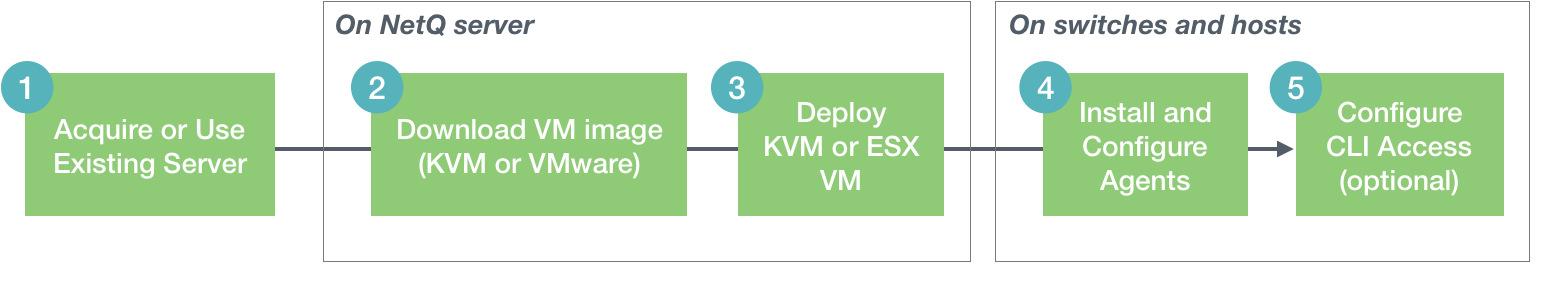 On NetQ server
On switches and hosts
1
Acquire or Use
Existing Server
2
Download VM image
(KVM or VMware)
3
Deploy
KVM or ESX
VM
4
Install and
Configure
Agents
5
Configure
CLI Access
(optional)